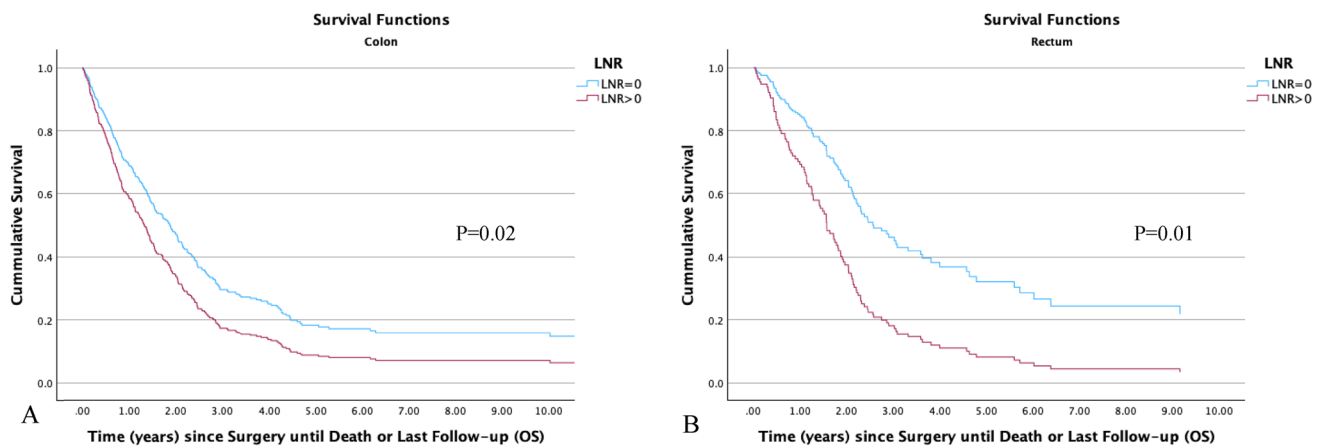 Survival Functions
Colon
LNR
LNR=0
LNR>0
1.0
0.8
0.6
0.4
0.2
0.0
Cummulative Survival
P=0.02
.00 1.00 2.00 3.00 4.00 5.00 6.00 7.00 8.00 9.00 10.00
A
Time (years) since Surgery until Death or Last Follow-up (OS)
Survival Functions
Rectum
LNR
LNR=0
LNR>0
1.0
0.8
0.6
0.4
0.2
0.0
Cummulative Survival
P=0.01
.00 1.00 2.00 3.00 4.00 5.00 6.00 7.00 8.00 9.00 10.00
B
Time (years) since Surgery until Death or Last Follow-up (OS)